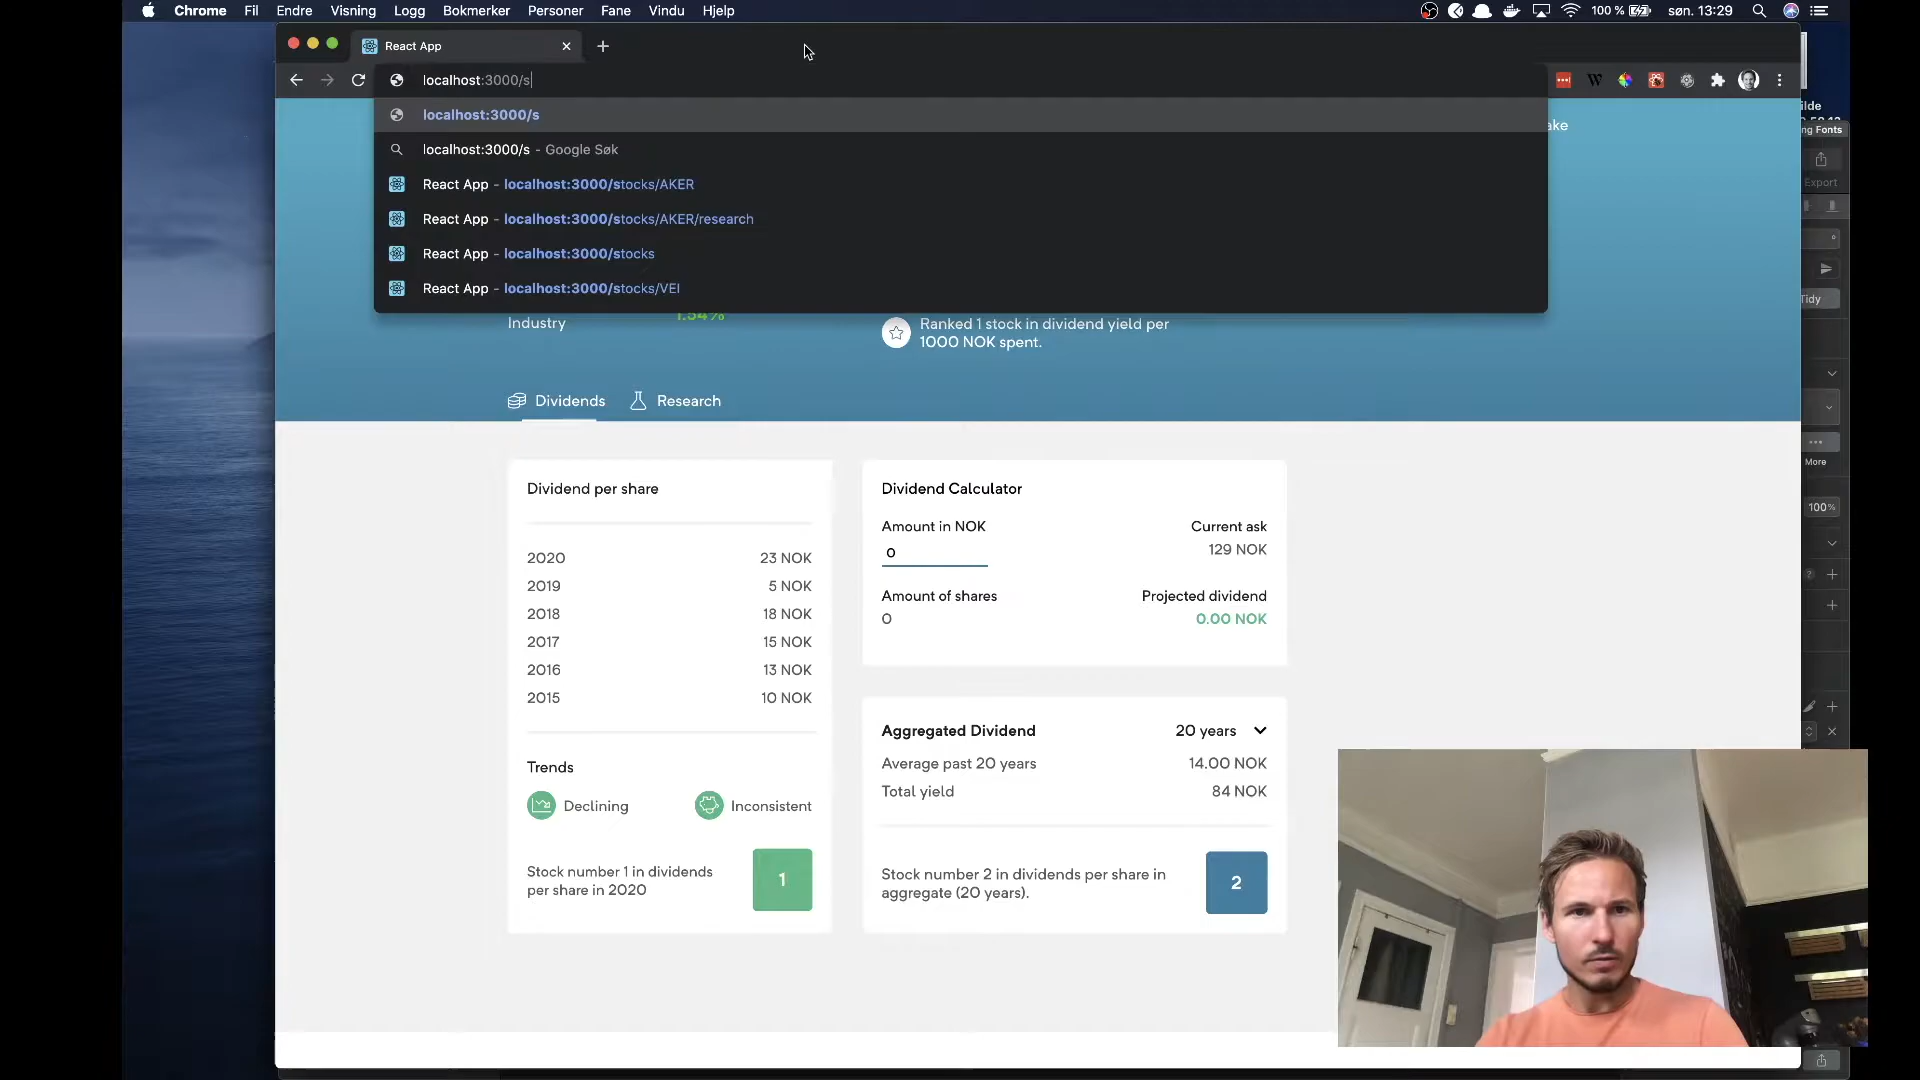 Chrome Fil Endre Visning Logg Bokmerker Personer Fane Vindu Hjelp 100 % søn. 13:29
React App
localhost:3000/s
localhost:3000/s
localhost:3000/s - Google Søk
React App - localhost:3000/stocks/AKER
React App - localhost:3000/stocks/AKER/research
React App - localhost:3000/stocks
React App - localhost:3000/stocks/VEI
ilde
ng Fonts
ake
Export
Tidy
More
100%
Industry
1.54%
Ranked 1 stock in dividend yield per
1000 NOK spent.
Dividends Research
Dividend per share
2020 23 NOK
2019 5 NOK
2018 18 NOK
2017 15 NOK
2016 13 NOK
2015 10 NOK
Trends
Declining Inconsistent
Stock number 1 in dividends
per share in 2020
1
Dividend Calculator
Amount in NOK Current ask
0 129 NOK
Amount of shares Projected dividend
0 0.00 NOK
Aggregated Dividend 20 years
Average past 20 years 14.00 NOK
Total yield 84 NOK
Stock number 2 in dividends per share in
aggregate (20 years).
2